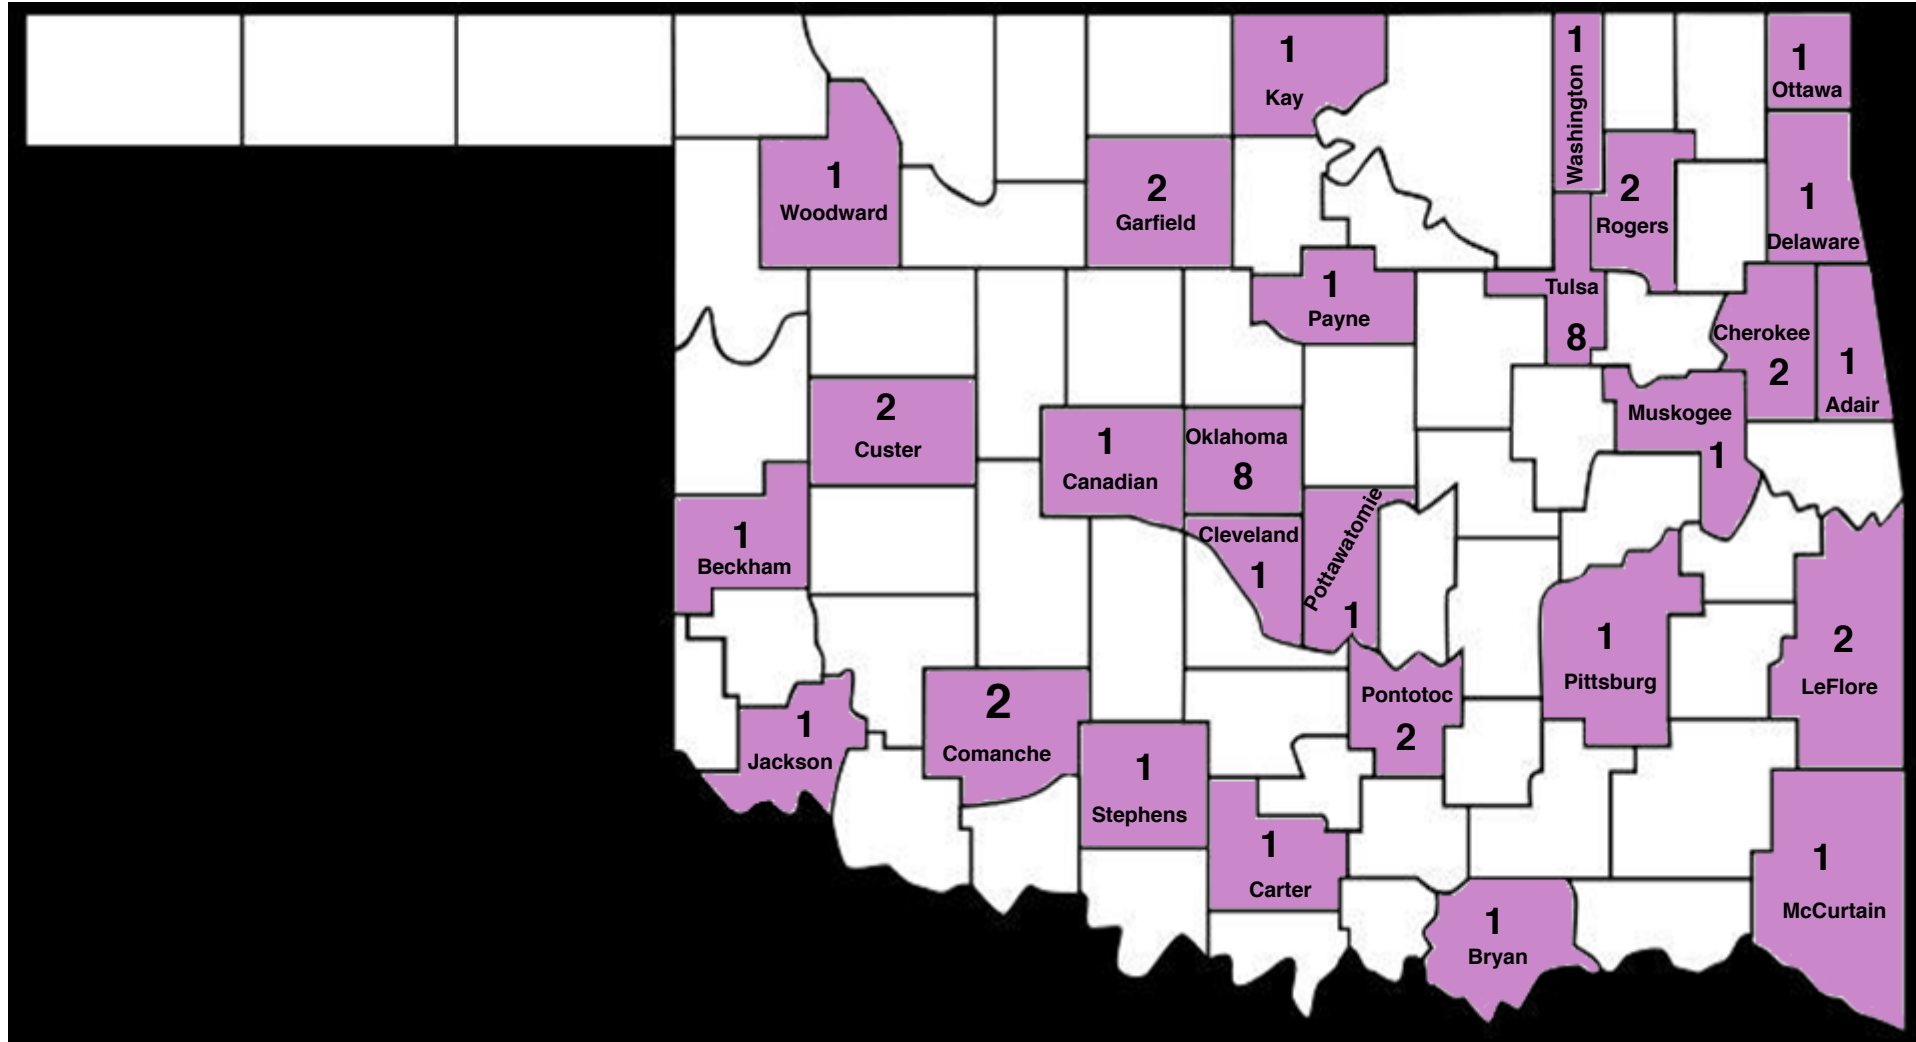 1
Kay
1
Washington
1
Ottawa
1
Woodward
2
Garfield
2
Rogers
1
Delaware
1
Payne
Tulsa
8
Cherokee
2
1
Adair
2
Custer
1
Canadian
Oklahoma
8
Muskogee
1
1
Beckham
Cleveland
1
Pottawatomie
1
1
Pittsburg
2
LeFlore
1
Jackson
2
Comanche
Pontotoc
2
1
Stephens
1
Carter
1
McCurtain
1
Bryan